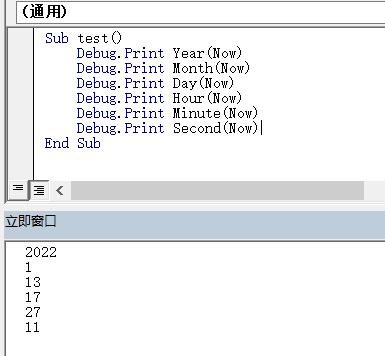 (通用)
Sub test()
Debug.Print Year(Now)
Debug.Print Month(Now)
Debug.Print Day(Now)
Debug.Print Hour(Now)
Debug.Print Minute(Now)
Debug.Print Second(Now)
End Sub
立即窗口
2022
1
13
17
27
11